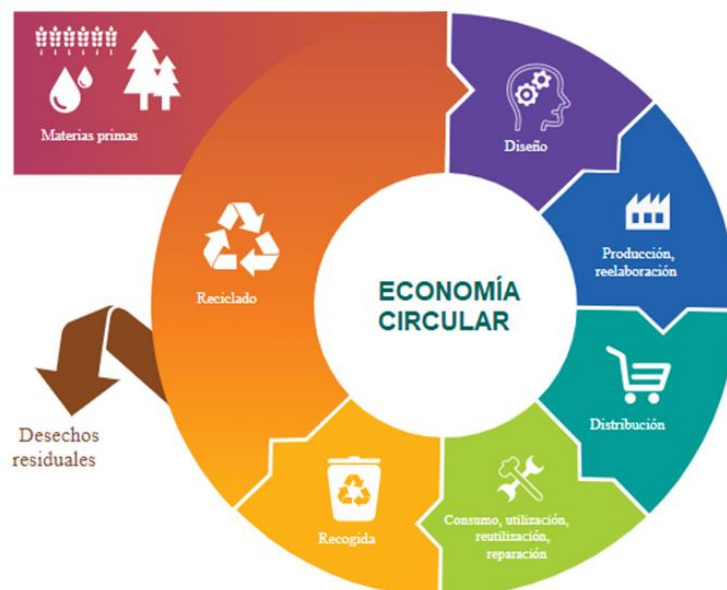 Materias primas
Diseño
Producción,
reelaboración
Distribución
Consumo, utilización,
reutilización,
reparación
Recogida
Reciclado
Desechos
residuales
ECONOMÍA
CIRCULAR